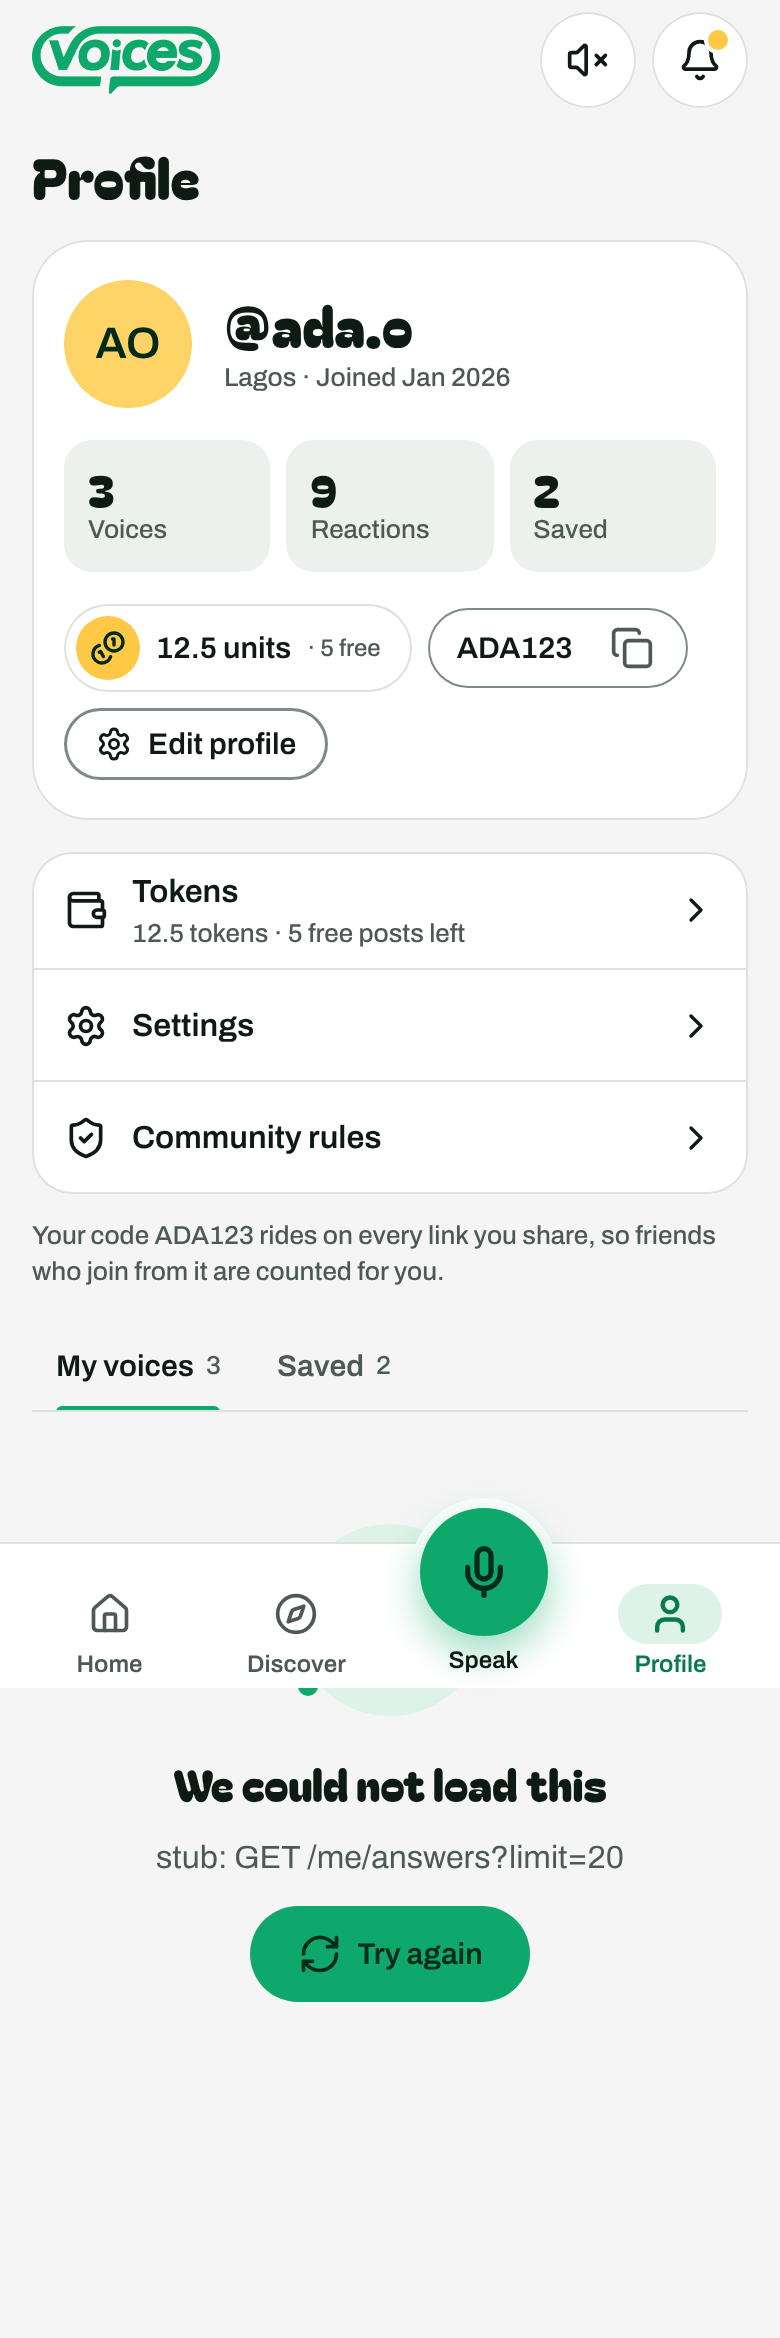 Voices
Profile
AO
@ada.o
Lagos · Joined Jan 2026
3
Voices
9
Reactions
2
Saved
12.5 units · 5 free
ADA123
Edit profile
Tokens
12.5 tokens · 5 free posts left
Settings
Community rules
Your code ADA123 rides on every link you share, so friends
who join from it are counted for you.
My voices 3
Saved 2
Home
Discover
Speak
Profile
We could not load this
stub: GET /me/answers?limit=20
Try again